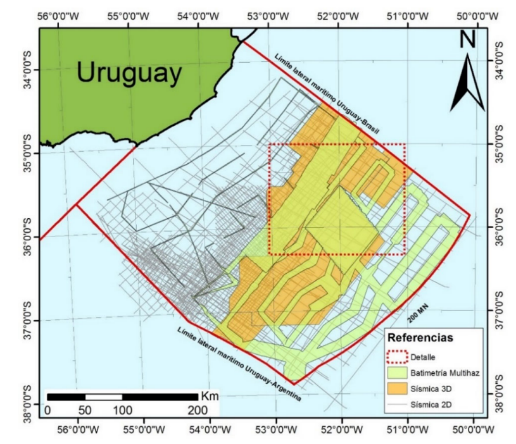 56°0'0"W 55°0'0"W 54°0'0"W 53°0'0"W 52°0'0"W 51°0'0"W 50°0'0"W
N
Uruguay
Límite lateral marítimo Uruguay-Brasil
34°0'0"S 34°0'0"S
35°0'0"S 35°0'0"S
36°0'0"S 36°0'0"S
37°0'0"S 37°0'0"S
38°0'0"S 38°0'0"S
200 MN
Límite lateral marítimo Uruguay-Argentina
Referencias
Detalle
Batimetría Multihaz
Sísmica 3D
Sísmica 2D
Km
0 50 100 200
56°0'0"W 55°0'0"W 54°0'0"W 53°0'0"W 52°0'0"W 51°0'0"W 50°0'0"W